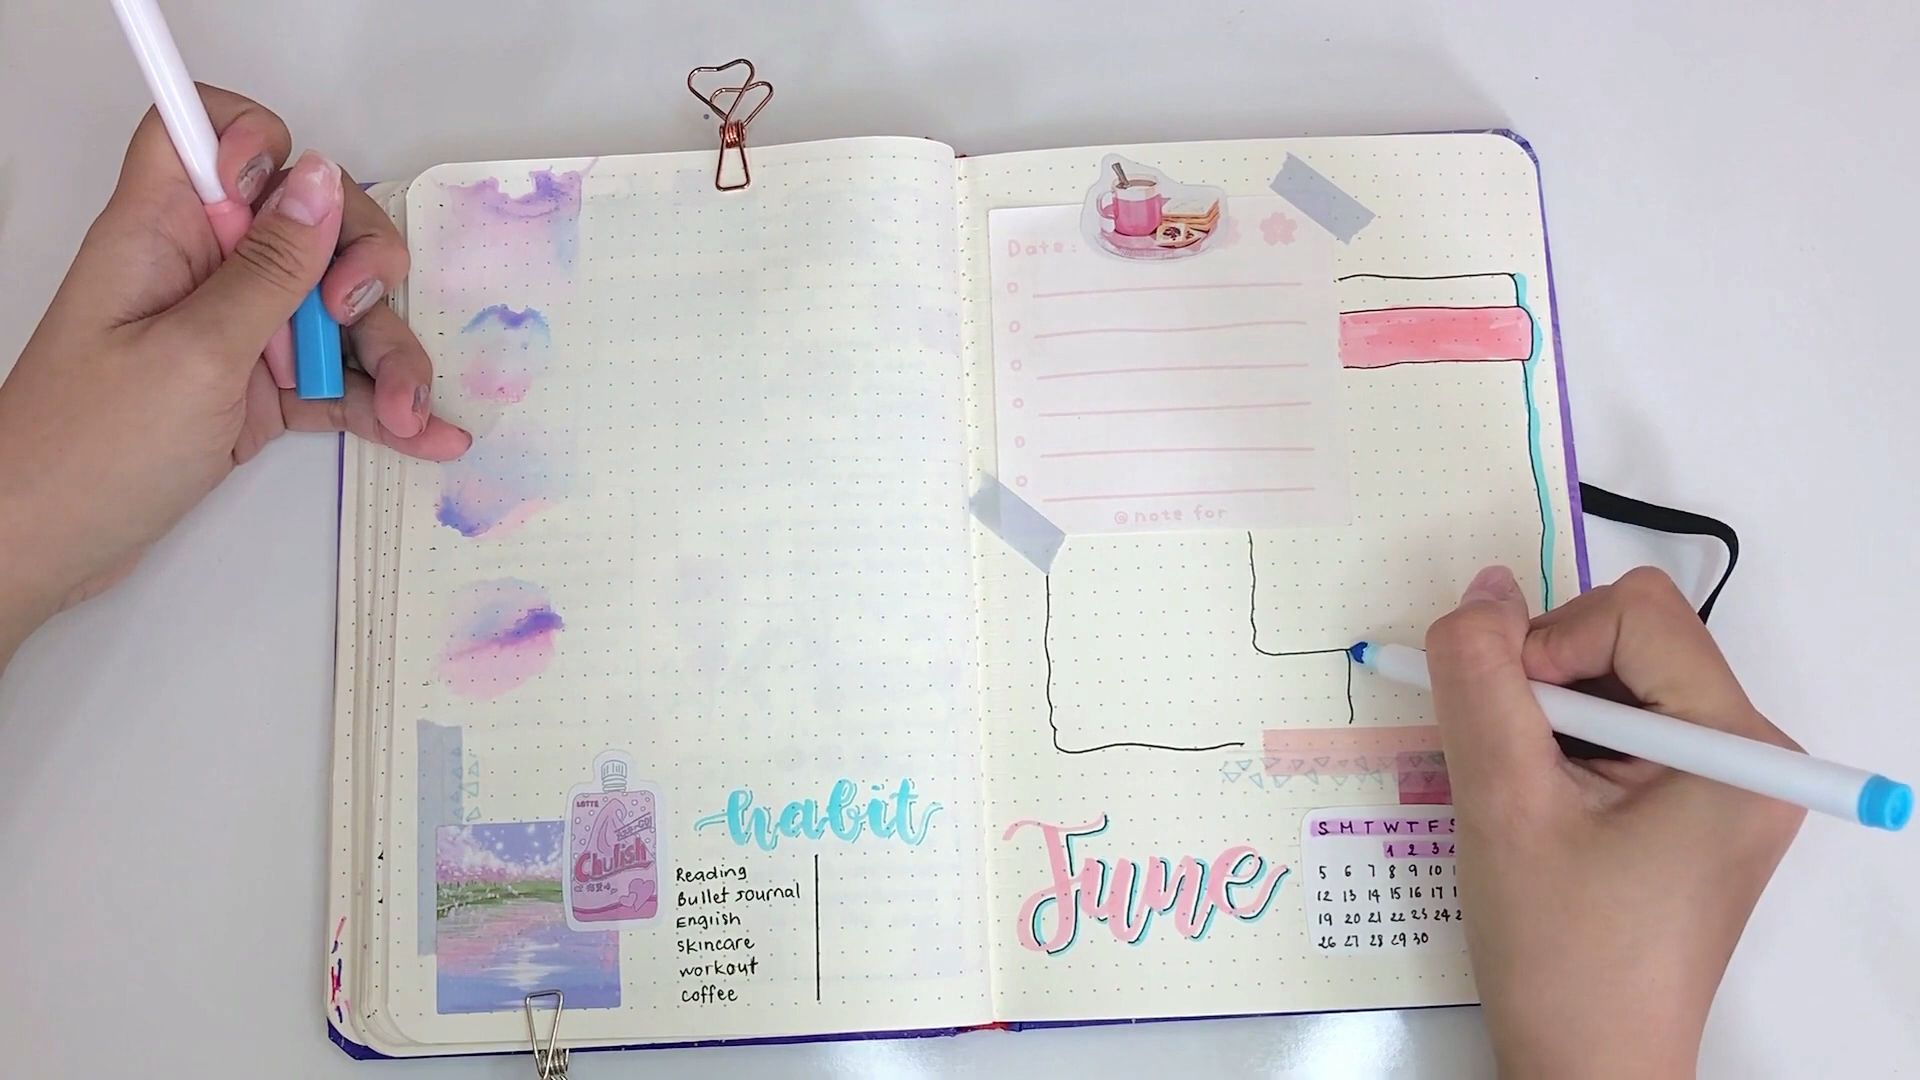 LOTTE
Chulish
habit
Reading
Bullet Journal
English
skincare
workout
coffee
Date:
@note for
June
S M T W T F S
1 2 3
5 6 7 8 9 10
12 13 14 15 16 17
19 20 21 22 23 24
26 27 28 29 30